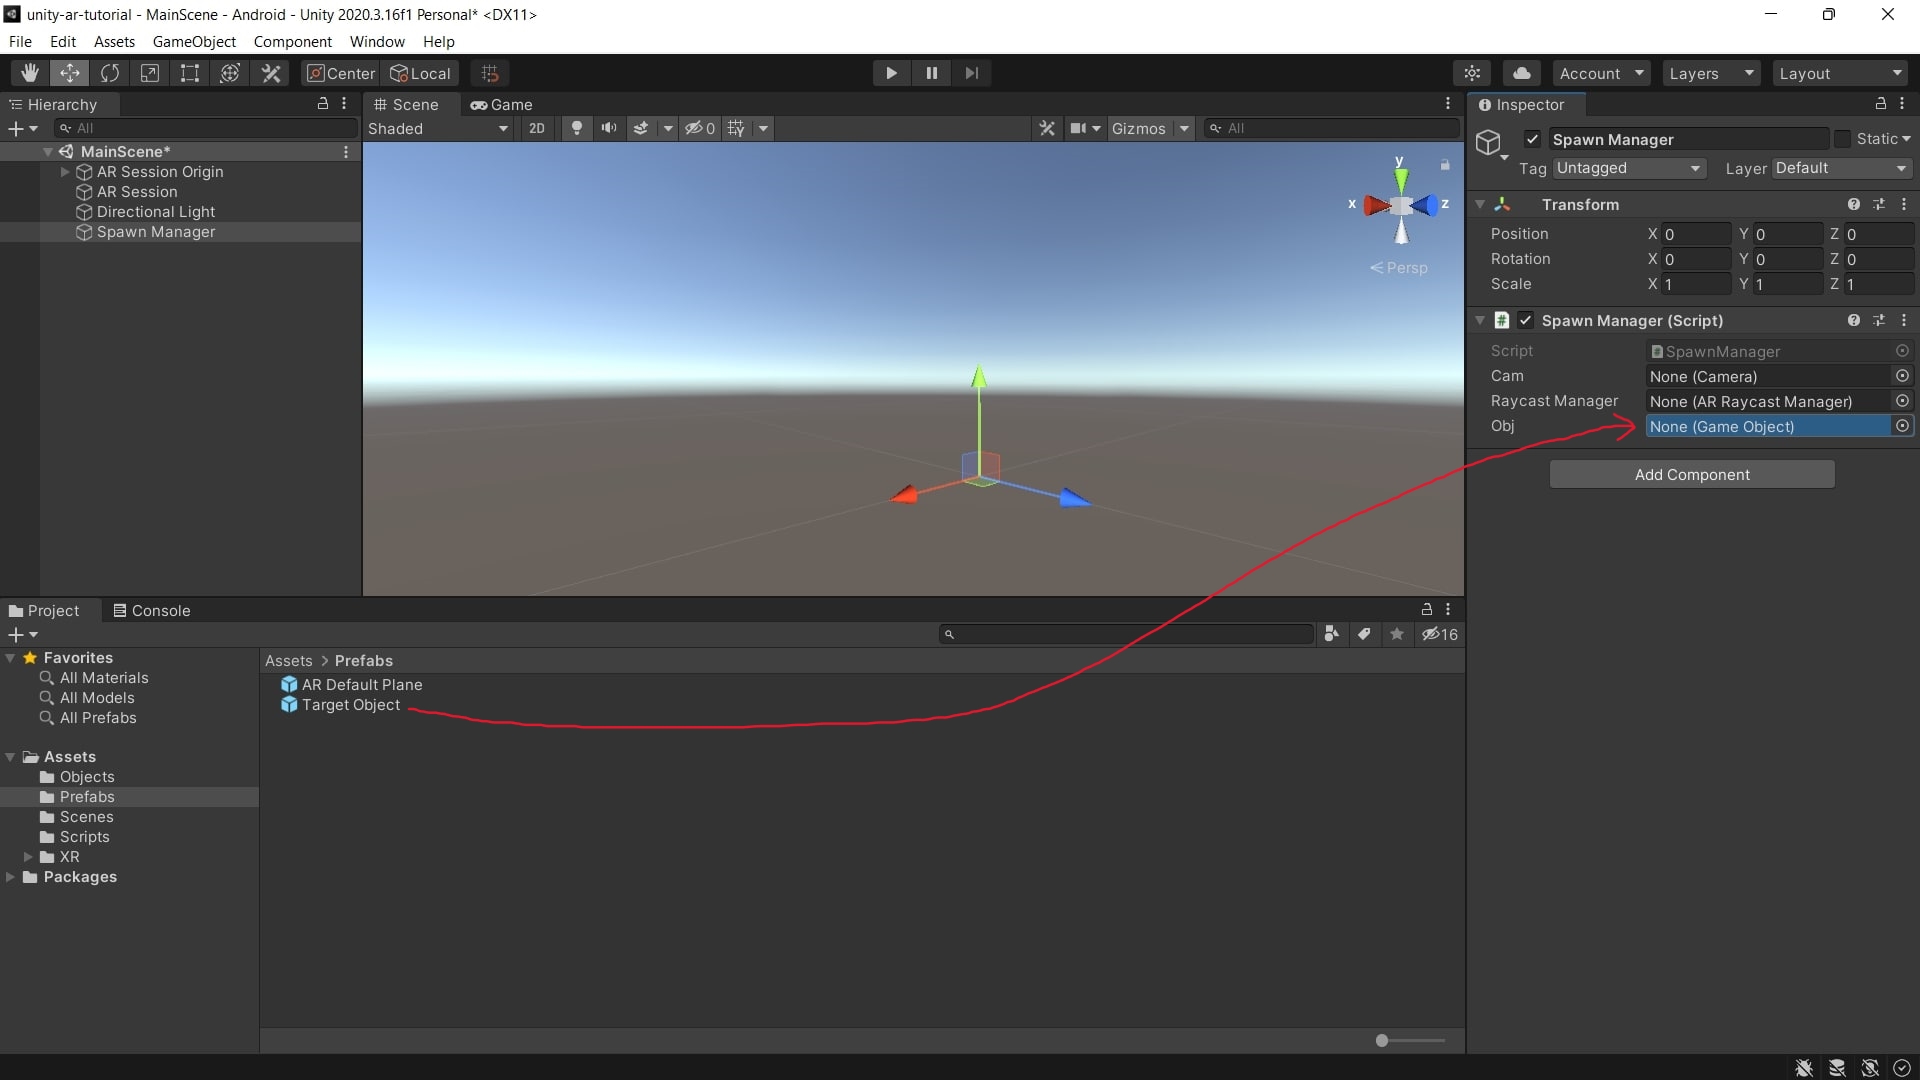 unity-ar-tutorial - MainScene - Android - Unity 2020.3.16f1 Personal* <DX11>
File Edit Assets GameObject Component Window Help
Center Local Account Layers Layout
Hierarchy
All
MainScene*
AR Session Origin
AR Session
Directional Light
Spawn Manager
Scene Game
Shaded 2D 0 Gizmos All
y
x z
Persp
Inspector
Spawn Manager Static
Tag Untagged Layer Default
Transform
Position X 0 Y 0 Z 0
Rotation X 0 Y 0 Z 0
Scale X 1 Y 1 Z 1
# Spawn Manager (Script)
Script SpawnManager
Cam None (Camera)
Raycast Manager None (AR Raycast Manager)
Obj None (Game Object)
Add Component
Project Console
16
Favorites
All Materials
All Models
All Prefabs
Assets
Objects
Prefabs
Scenes
Scripts
XR
Packages
Assets > Prefabs
AR Default Plane
Target Object